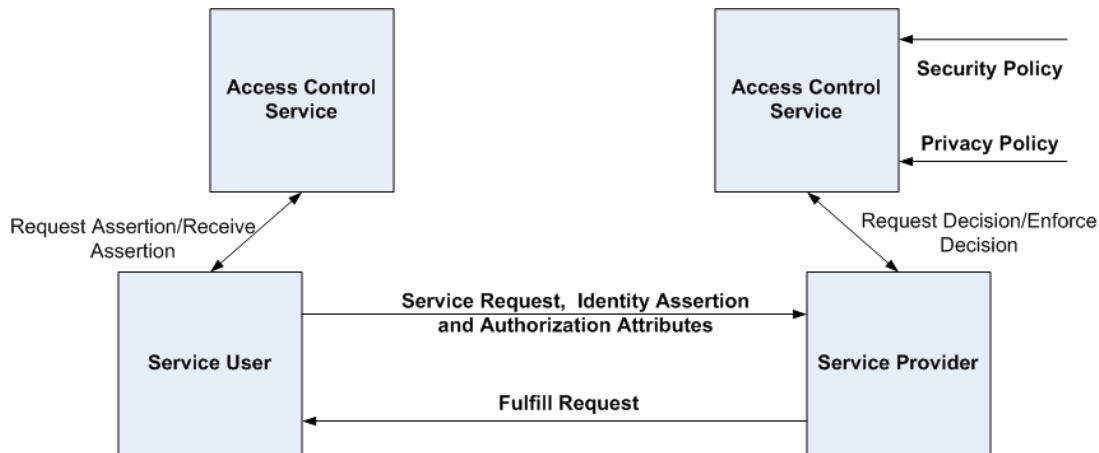 Access Control
Service
Access Control
Service
Security Policy
Privacy Policy
Request Assertion/Receive
Assertion
Request Decision/Enforce
Decision
Service User
Service Request,  Identity Assertion
and Authorization Attributes
Fulfill Request
Service Provider